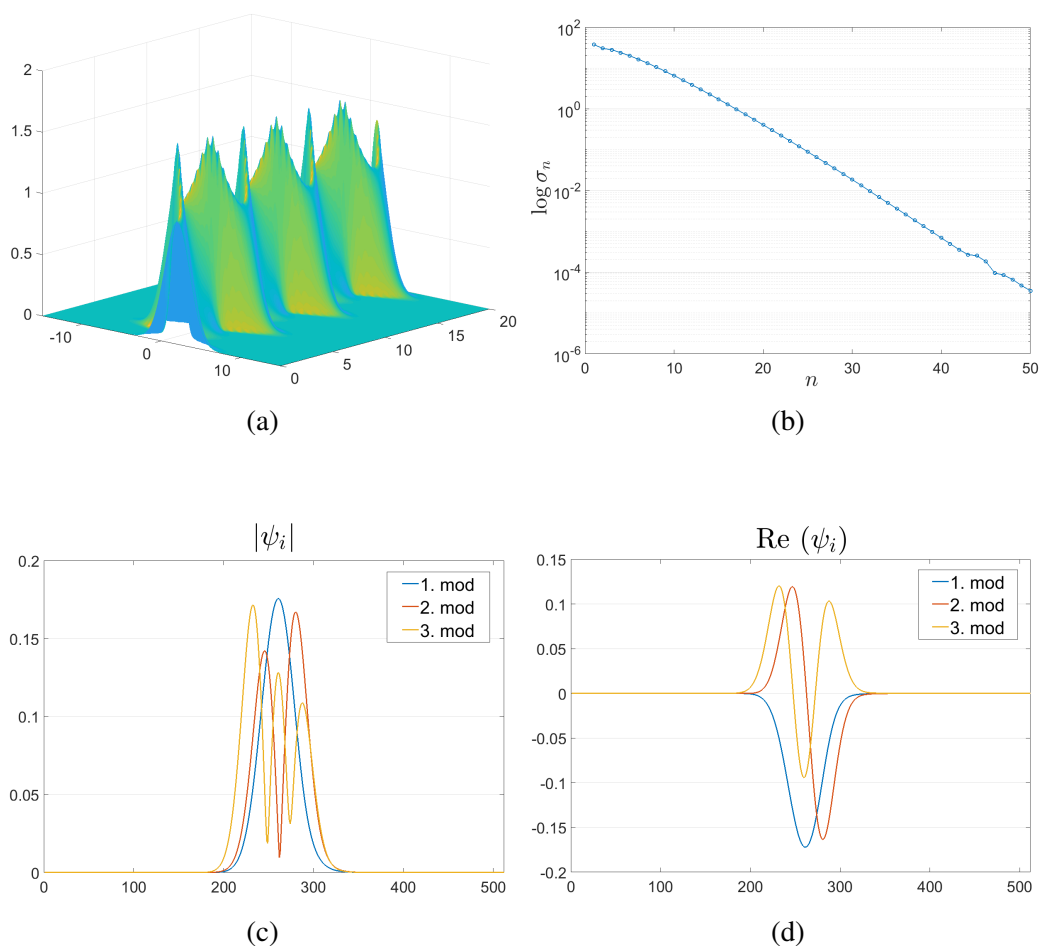 2
1.5
1
0.5
0
-10
0
10
0
5
10
15
20
(a)
10^2
10^0
10^-2
10^-4
10^-6
log σ_n
0 10 20 30 40 50
n
(b)
|ψ_i|
0.2
0.15
0.1
0.05
0
0 100 200 300 400 500
1. mod
2. mod
3. mod
(c)
Re (ψ_i)
0.15
0.1
0.05
0
-0.05
-0.1
-0.15
-0.2
0 100 200 300 400 500
1. mod
2. mod
3. mod
(d)